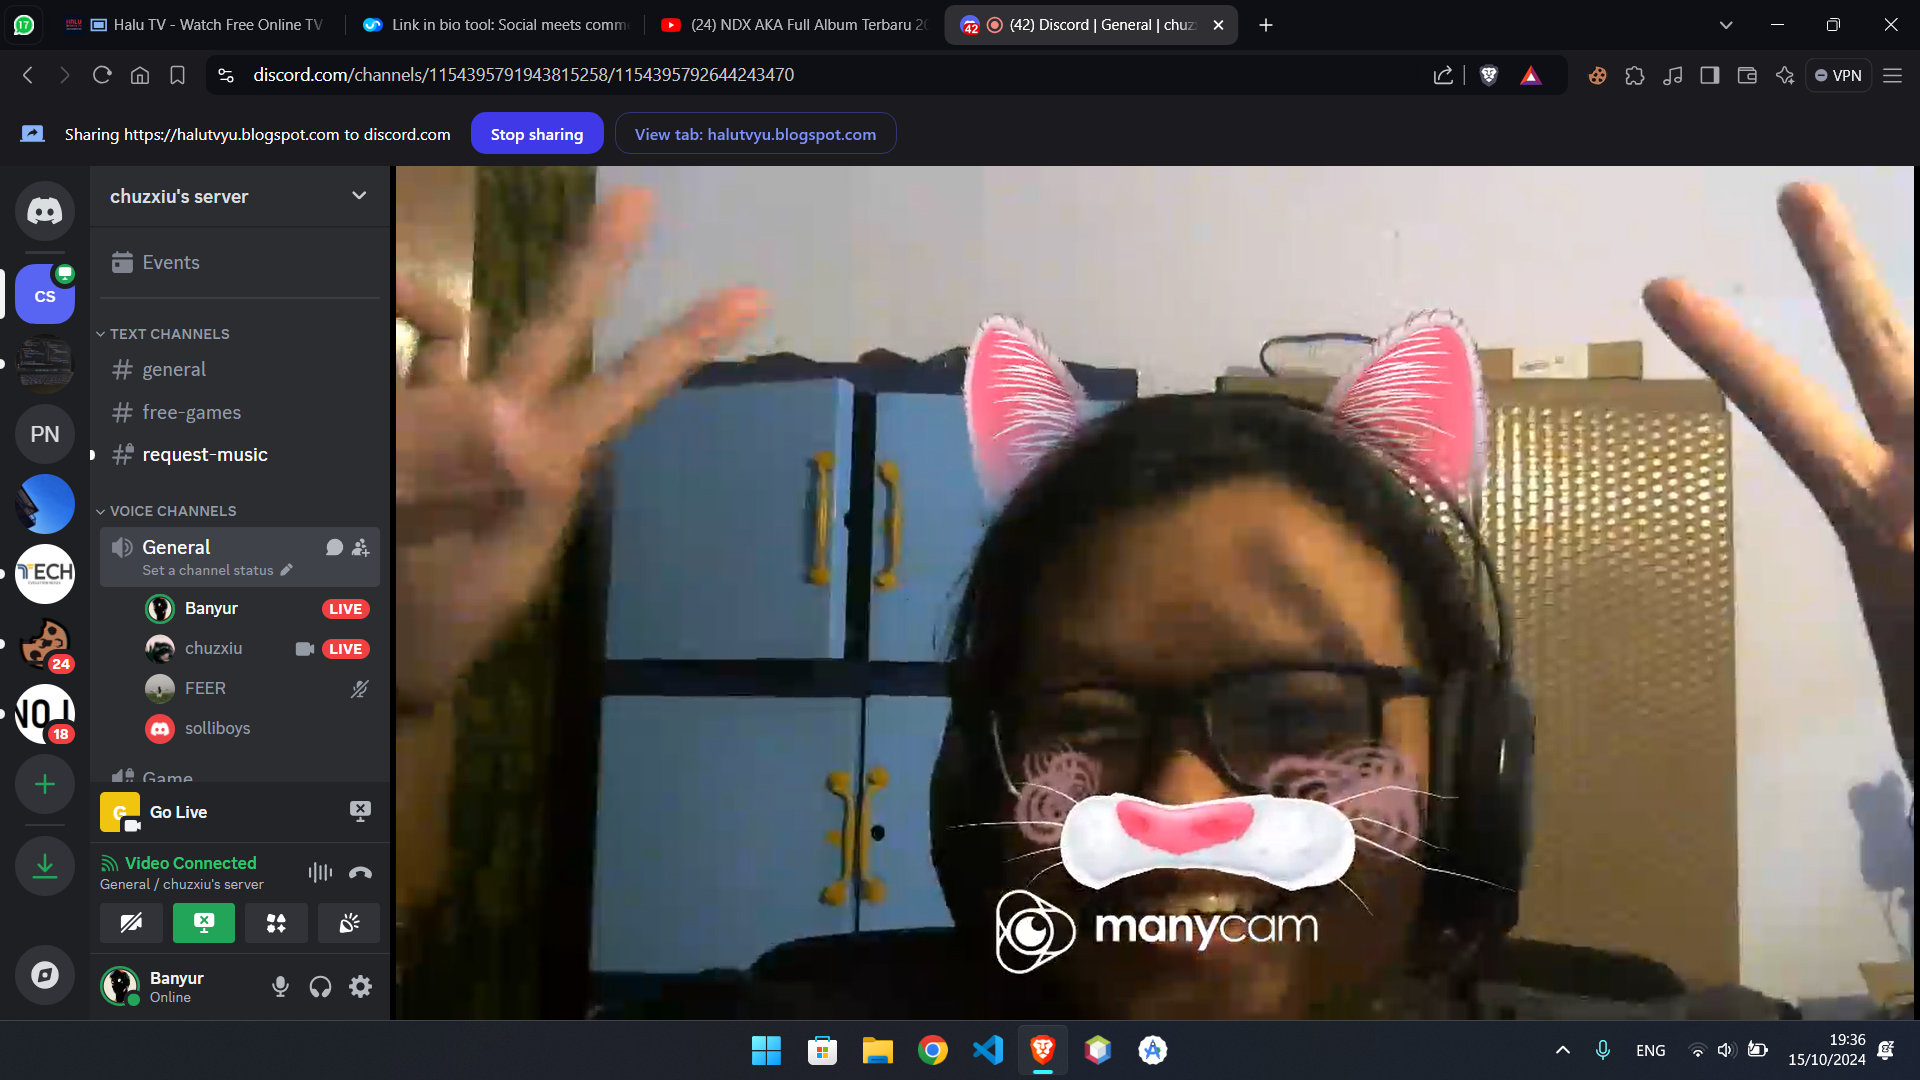 17
Halu TV - Watch Free Online TV
Link in bio tool: Social meets comm
(24) NDX AKA Full Album Terbaru 20
42
(42) Discord | General | chuz
discord.com/channels/1154395791943815258/1154395792644243470
VPN
Sharing https://halutvyu.blogspot.com to discord.com
Stop sharing
View tab: halutvyu.blogspot.com
chuzxiu's server
Events
CS
TEXT CHANNELS
general
free-games
PN
request-music
VOICE CHANNELS
General
Set a channel status
TECH
Banyur
LIVE
chuzxiu
LIVE
24
FEER
NOJ
18
solliboys
Game
G
Go Live
Video Connected
General / chuzxiu's server
manycam
Banyur
Online
ENG
19:36
15/10/2024